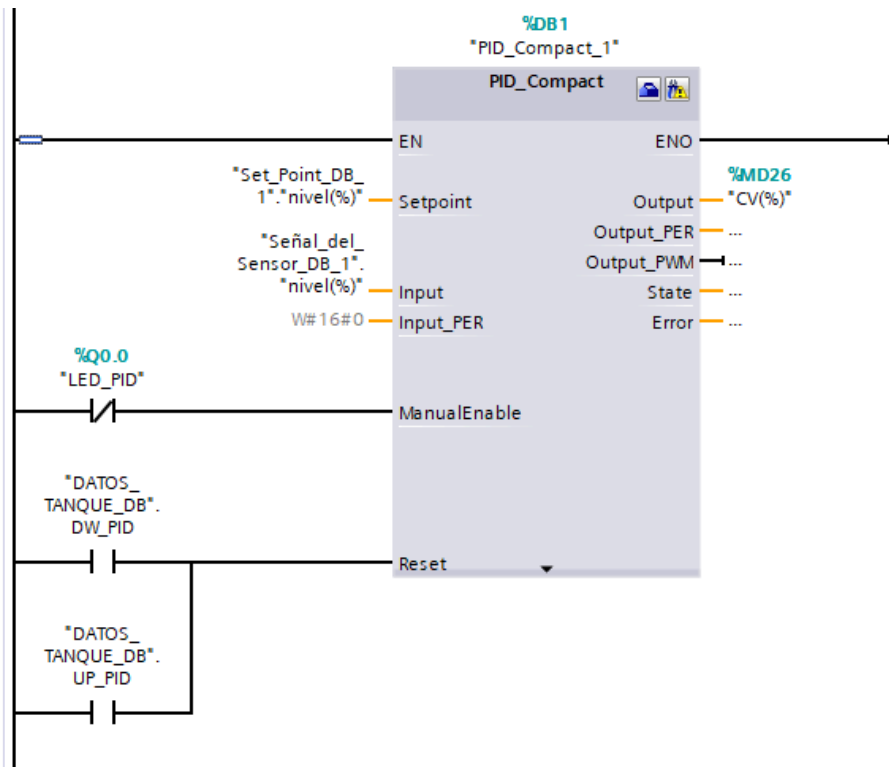 %DB1
"PID_Compact_1"
PID_Compact
EN
ENO
"Set_Point_DB_
1"."nivel(%)"
Setpoint
%MD26
Output
"CV(%)"
Output_PER
...
"Señal_del_
Sensor_DB_1".
"nivel(%)"
Output_PWM
...
Input
State
...
W#16#0
Input_PER
Error
...
%Q0.0
"LED_PID"
ManualEnable
"DATOS_
TANQUE_DB".
DW_PID
Reset
"DATOS_
TANQUE_DB".
UP_PID